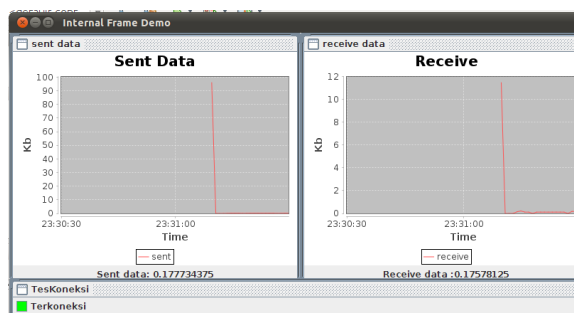 Internal Frame Demo
sent data
Sent Data
100
90
80
70
60
50
40
30
20
10
0
Kb
23:30:30
23:31:00
Time
sent
Sent data: 0.177734375
receive data
Receive
12
10
8
6
4
2
0
Kb
23:30:30
23:31:00
Time
receive
Receive data :0.17578125
TesKoneksi
Terkoneksi